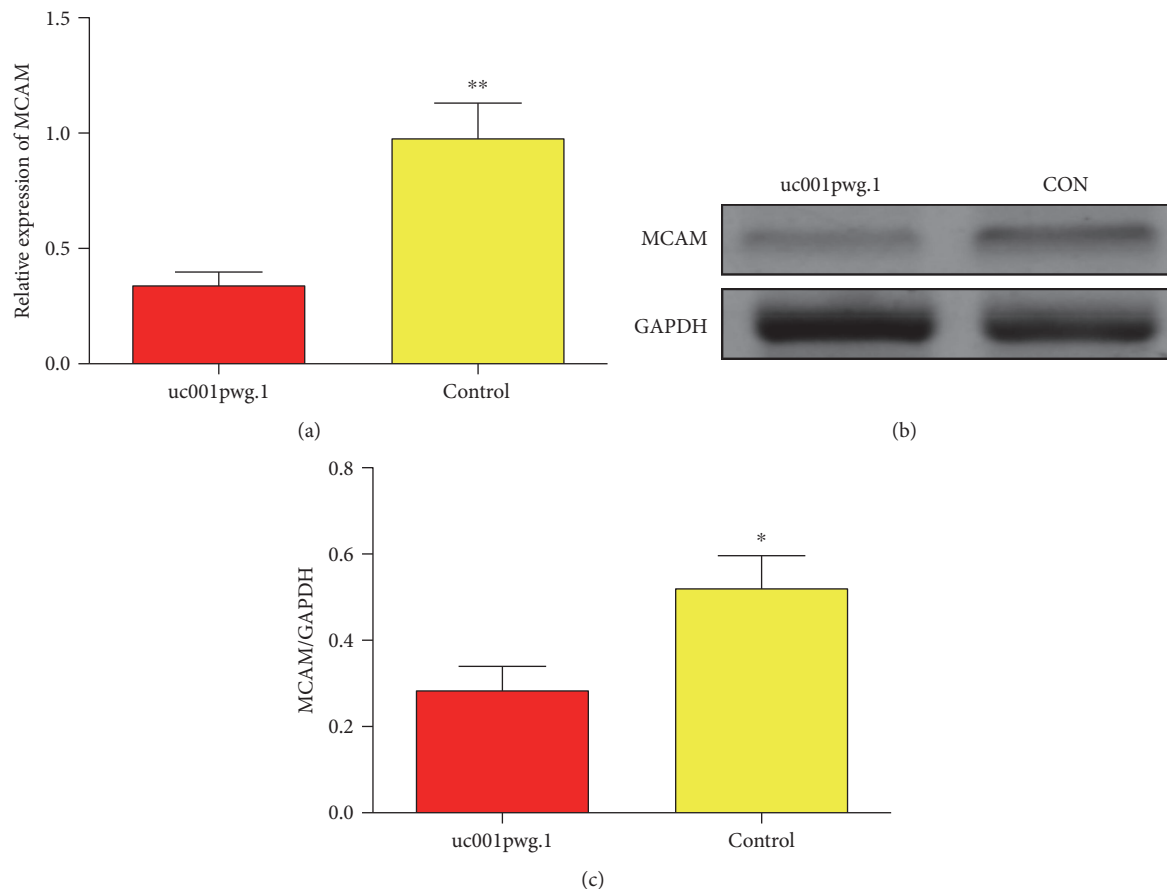 Relative expression of MCAM
1.5
1.0
0.5
0.0
**
uc001pwg.1
Control
(a)
uc001pwg.1
CON
MCAM
GAPDH
(b)
MCAM/GAPDH
0.8
0.6
0.4
0.2
0.0
*
uc001pwg.1
Control
(c)